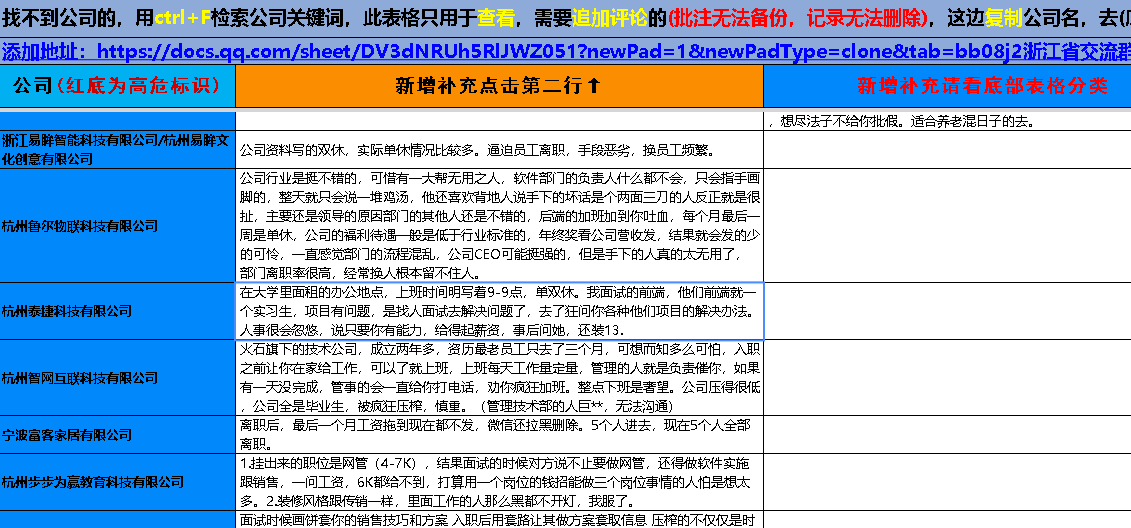 找不到公司的，用ctrl+F检索公司关键词，此表格只用于查看，需要追加评论的(批注无法备份，记录无法删除)，这边复制公司名，去(
添加地址：https://docs.qq.com/sheet/DV3dNRUh5RlJWZ051?newPad=1&newPadType=clone&tab=bb08j2浙江省交流群
公司(红底为高危标识)
新增补充点击第二行↑
新增补充请看底部表格分类
，想尽法子不给你批假。适合养老混日子的去。
浙江易眸智能科技有限公司/杭州易眸文
化创意有限公司
公司资料写的双休，实际单休情况比较多。逼迫员工离职，手段恶劣，换员工频繁。
杭州鲁尔物联科技有限公司
公司行业是挺不错的，可惜有一大帮无用之人，软件部门的负责人什么都不会，只会指手画
脚的，整天就只会说一堆鸡汤，他还喜欢背地人说手下的坏话是个两面三刀的人反正就是很
扯，主要还是领导的原因部门的其他人还是不错的，后端的加班加到你吐血，每个月最后一
周是单休，公司的福利待遇一般是低于行业标准的，年终奖看公司营收发，结果就会发的少
的可怜，一直感觉部门的流程混乱，公司CEO可能挺强的，但是手下的人真的太无用了，
部门离职率很高，经常换人根本留不住人。
杭州泰捷科技有限公司
在大学里面租的办公地点，上班时间明写着9-9点，单双休。我面试的前端，他们前端就一
个实习生，项目有问题，是找人面试去解决问题了，去了狂问你各种他们项目的解决办法。
人事很会忽悠，说只要你有能力，给得起薪资，事后问她，还装13.
杭州智网互联科技有限公司
火石旗下的技术公司，成立两年多，资历最老员工只去了三个月，可想而知多么可怕，入职
之前让你在家给工作，可以了就上班，上班每天工作量定量，管理的人就是负责催你，如果
有一天没完成，管事的会一直给你打电话，劝你疯狂加班。整点下班是奢望。公司压得很低
，公司全是毕业生，被疯狂压榨，慎重。（管理技术部的人巨**，无法沟通）
宁波富客家居有限公司
离职后，最后一个月工资拖到现在都不发，微信还拉黑删除。5个人进去，现在5个人全部
离职。
杭州步步为赢教育科技有限公司
1.挂出来的职位是网管（4-7K），结果面试的时候对方说不止要做网管，还得做软件实施
跟销售，一问工资，6K都给不到，打算用一个岗位的钱招能做三个岗位事情的人怕是想太
多。2.装修风格跟传销一样，里面工作的人那么黑都不开灯，我服了。
面试时候画饼套你的销售技巧和方案 入职后用套路让其做方案套取信息 压榨的不仅仅是时